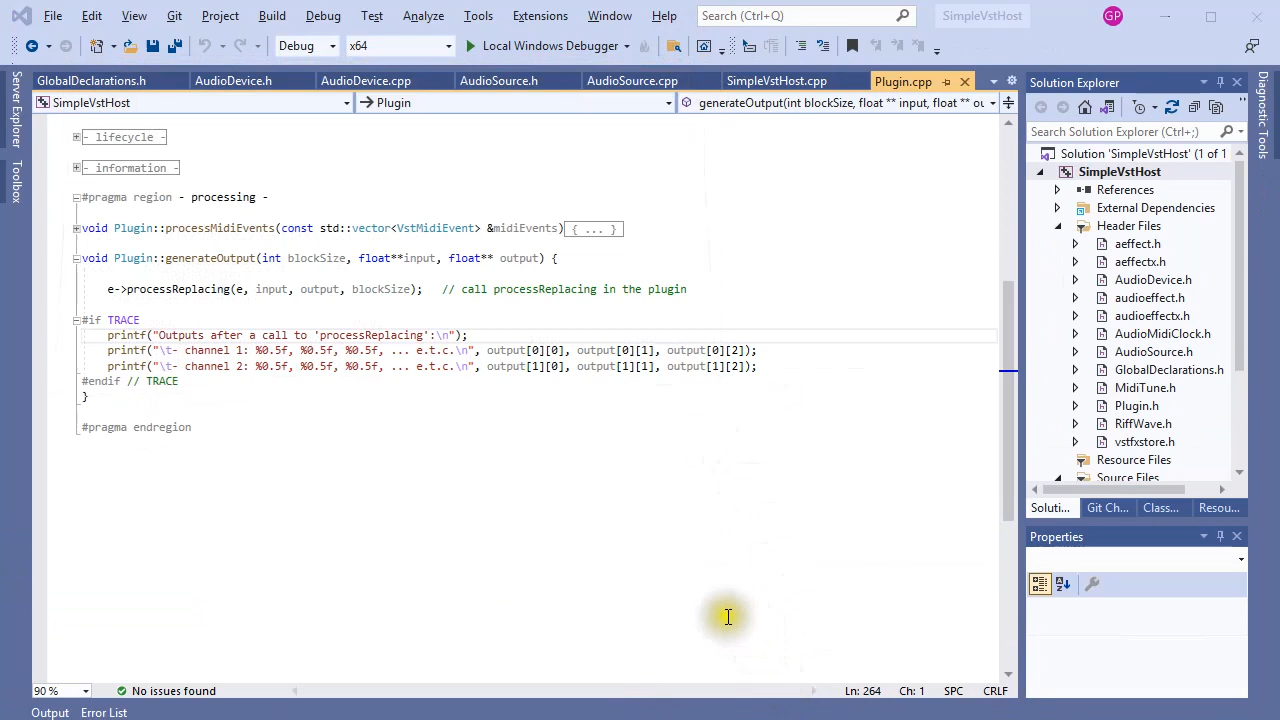 File Edit View Git Project Build Debug Test Analyze Tools Extensions Window Help Search (Ctrl+Q) SimpleVstHost GP
Debug x64 Local Windows Debugger
GlobalDeclarations.h AudioDevice.h AudioDevice.cpp AudioSource.h AudioSource.cpp SimpleVstHost.cpp Plugin.cpp
SimpleVstHost Plugin generateOutput(int blockSize, float ** input, float ** ou
Server Explorer
Toolbox
- lifecycle -
- information -
#pragma region - processing -
void Plugin::processMidiEvents(const std::vector<VstMidiEvent> &midiEvents) { ... }
void Plugin::generateOutput(int blockSize, float**input, float** output) {
e->processReplacing(e, input, output, blockSize); // call processReplacing in the plugin
#if TRACE
printf("Outputs after a call to 'processReplacing':\n");
printf("\t- channel 1: %0.5f, %0.5f, %0.5f, ... e.t.c.\n", output[0][0], output[0][1], output[0][2]);
printf("\t- channel 2: %0.5f, %0.5f, %0.5f, ... e.t.c.\n", output[1][0], output[1][1], output[1][2]);
#endif // TRACE
}
#pragma endregion
90 % No issues found Ln: 264 Ch: 1 SPC CRLF
Output Error List
Solution Explorer
Search Solution Explorer (Ctrl+;)
Solution 'SimpleVstHost' (1 of 1
SimpleVstHost
References
External Dependencies
Header Files
aeffect.h
aeffectx.h
AudioDevice.h
audioeffect.h
audioeffectx.h
AudioMidiClock.h
AudioSource.h
GlobalDeclarations.h
MidiTune.h
Plugin.h
RiffWave.h
vstfxstore.h
Resource Files
Source Files
Soluti... Git Ch... Class... Resou...
Properties
Diagnostic Tools